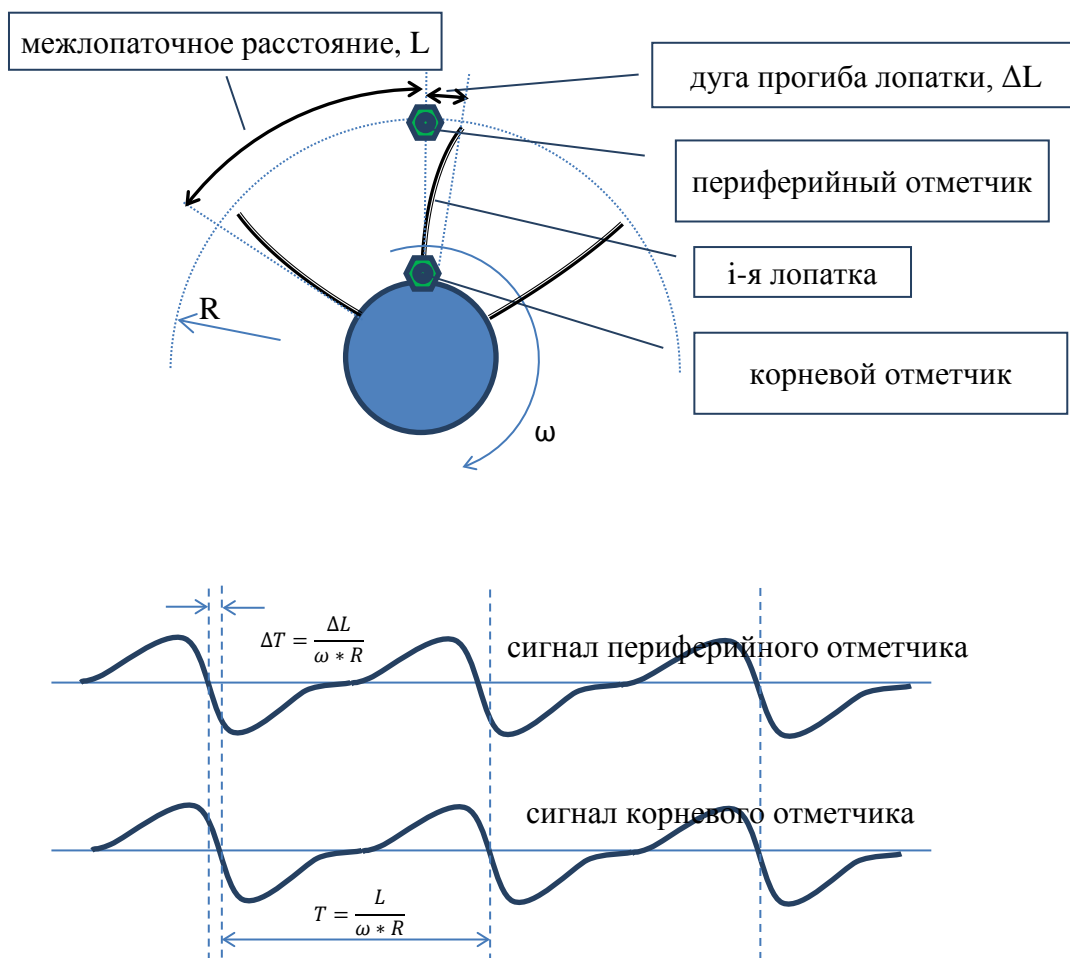 межлопаточное расстояние, L
дуга прогиба лопатки, ΔL
периферийный отметчик
i-я лопатка
R
корневой отметчик
ω
ΔT = ΔL / ω * R
сигнал периферийного отметчика
сигнал корневого отметчика
T = L / ω * R